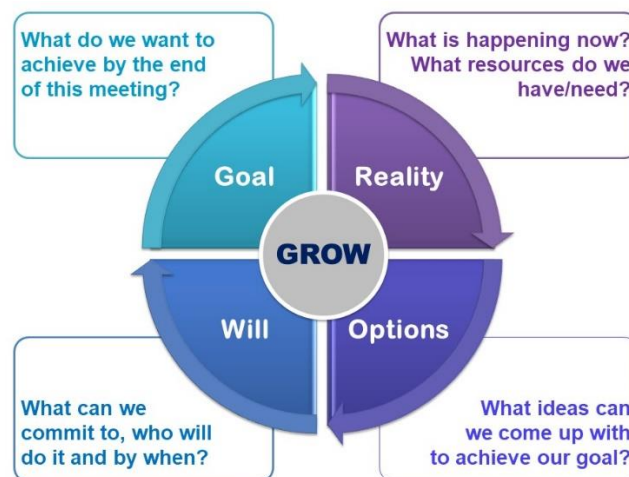 What do we want to
achieve by the end
of this meeting?
What is happening now?
What resources do we
have/need?
Goal
Reality
GROW
Will
Options
What can we
commit to, who will
do it and by when?
What ideas can
we come up with
to achieve our goal?